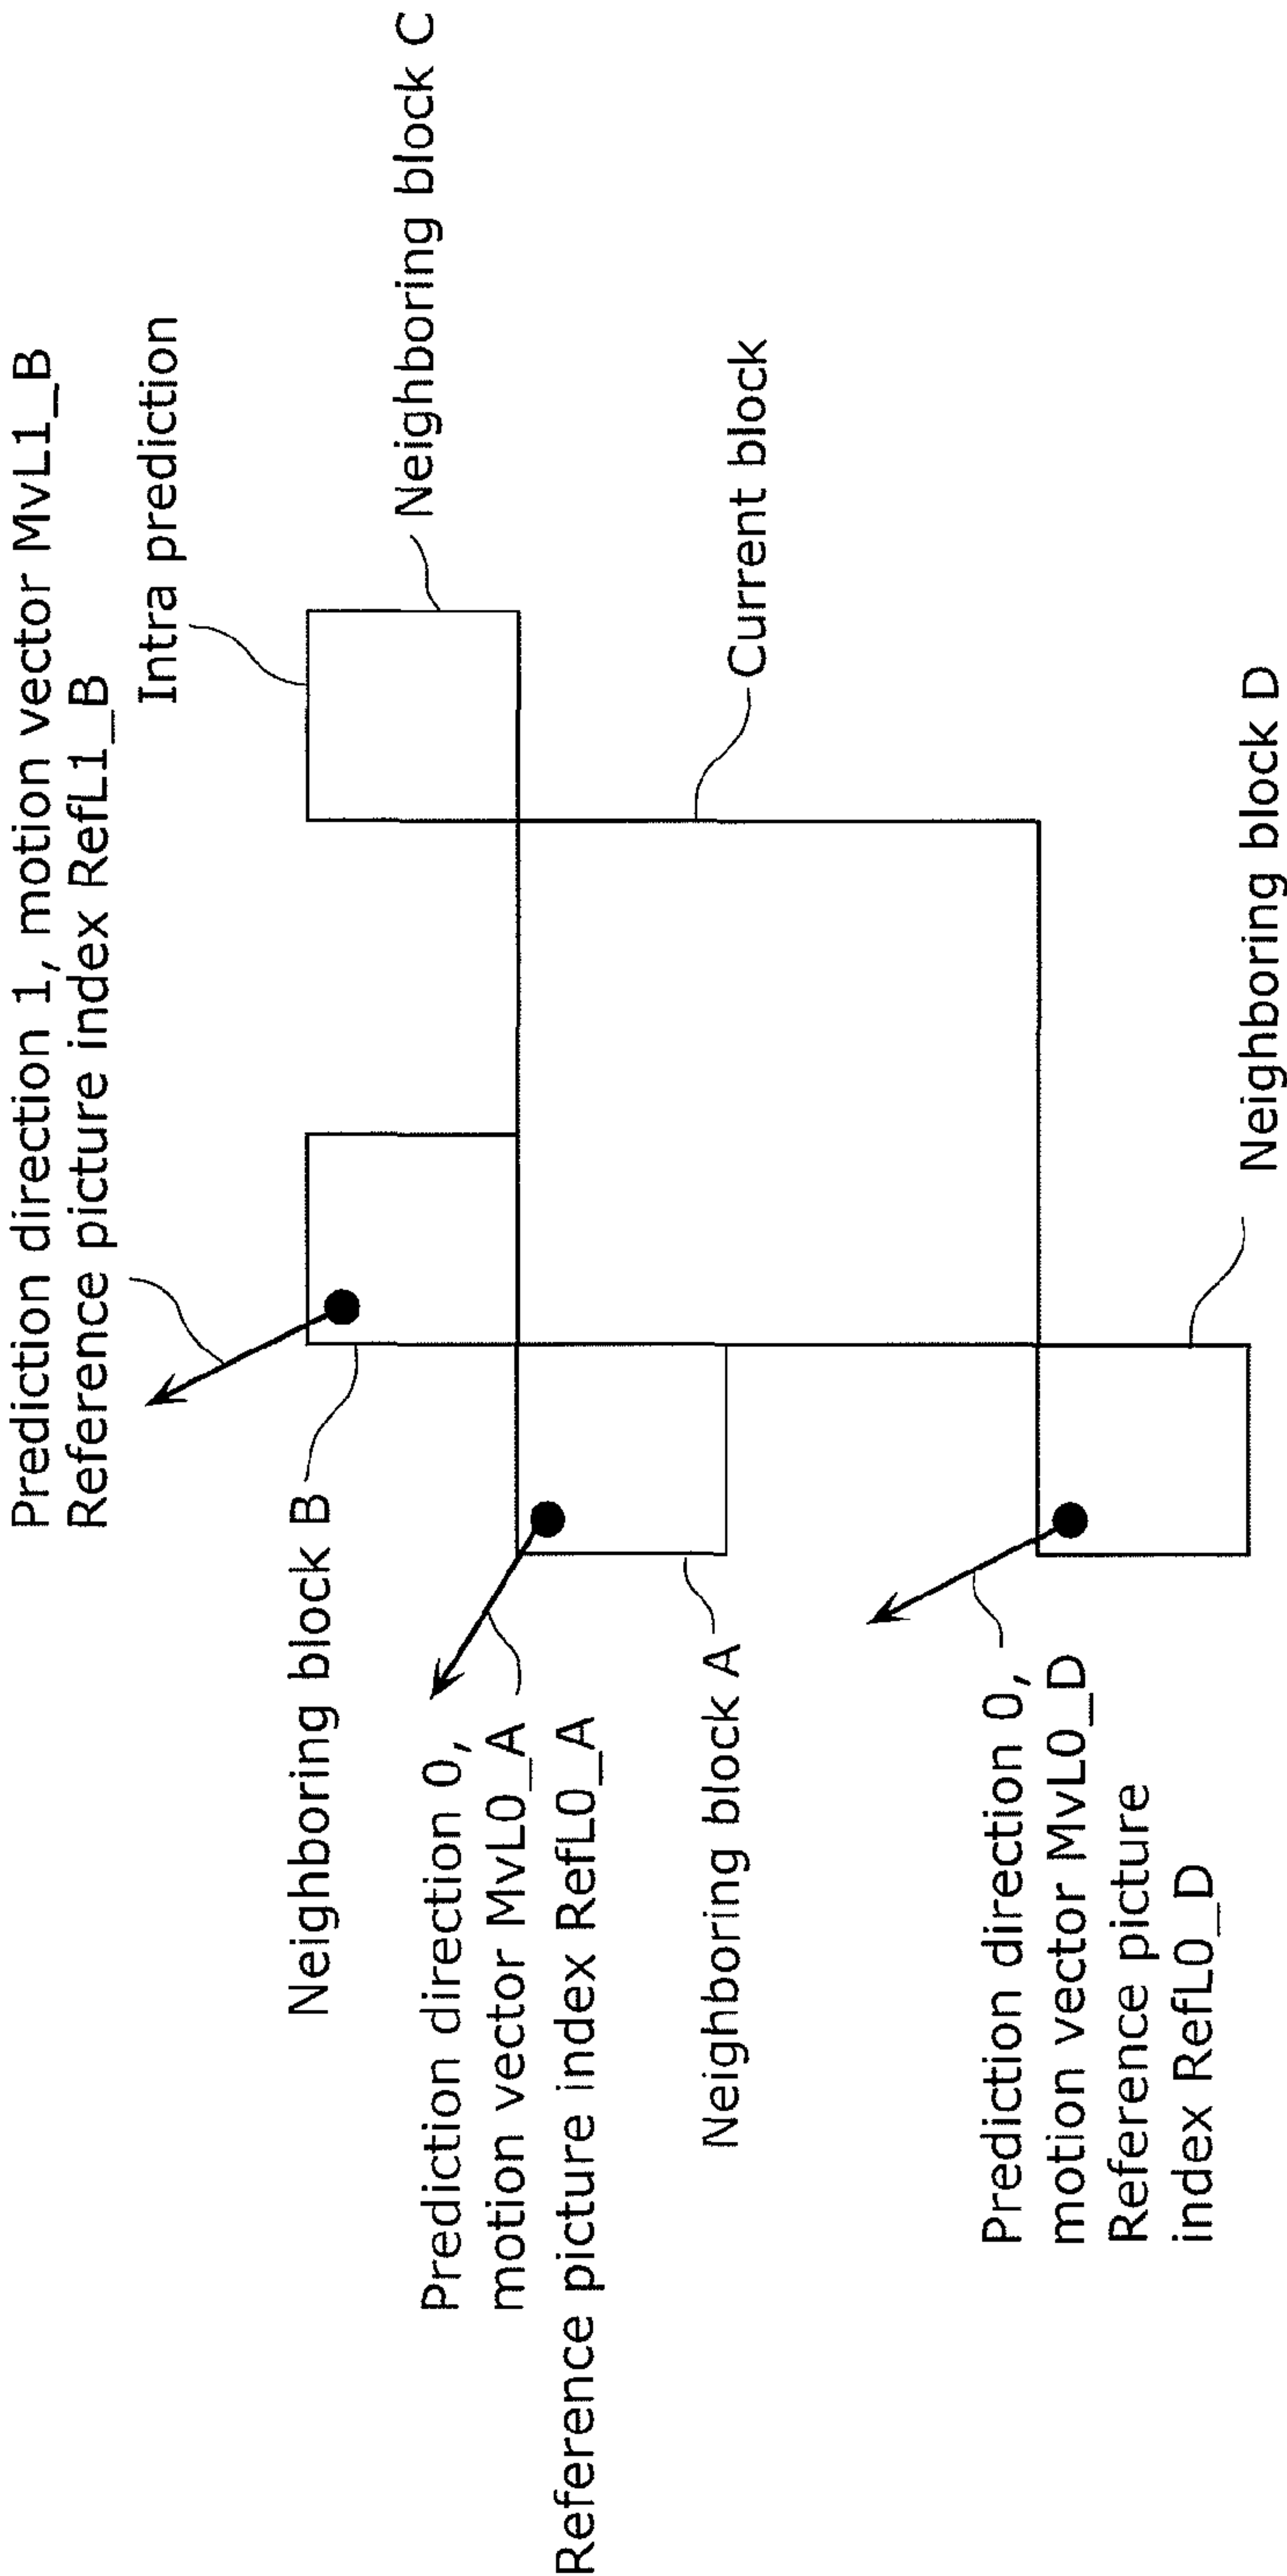 Prediction direction 1, motion vector MvL1_B
Reference picture index RefL1_B
Intra prediction
Neighboring block B
Neighboring block C
Prediction direction 0,
motion vector MvL0_A
Reference picture index RefL0_A
Neighboring block A
Current block
Prediction direction 0,
motion vector MvL0_D
Reference picture
index RefL0_D
Neighboring block D